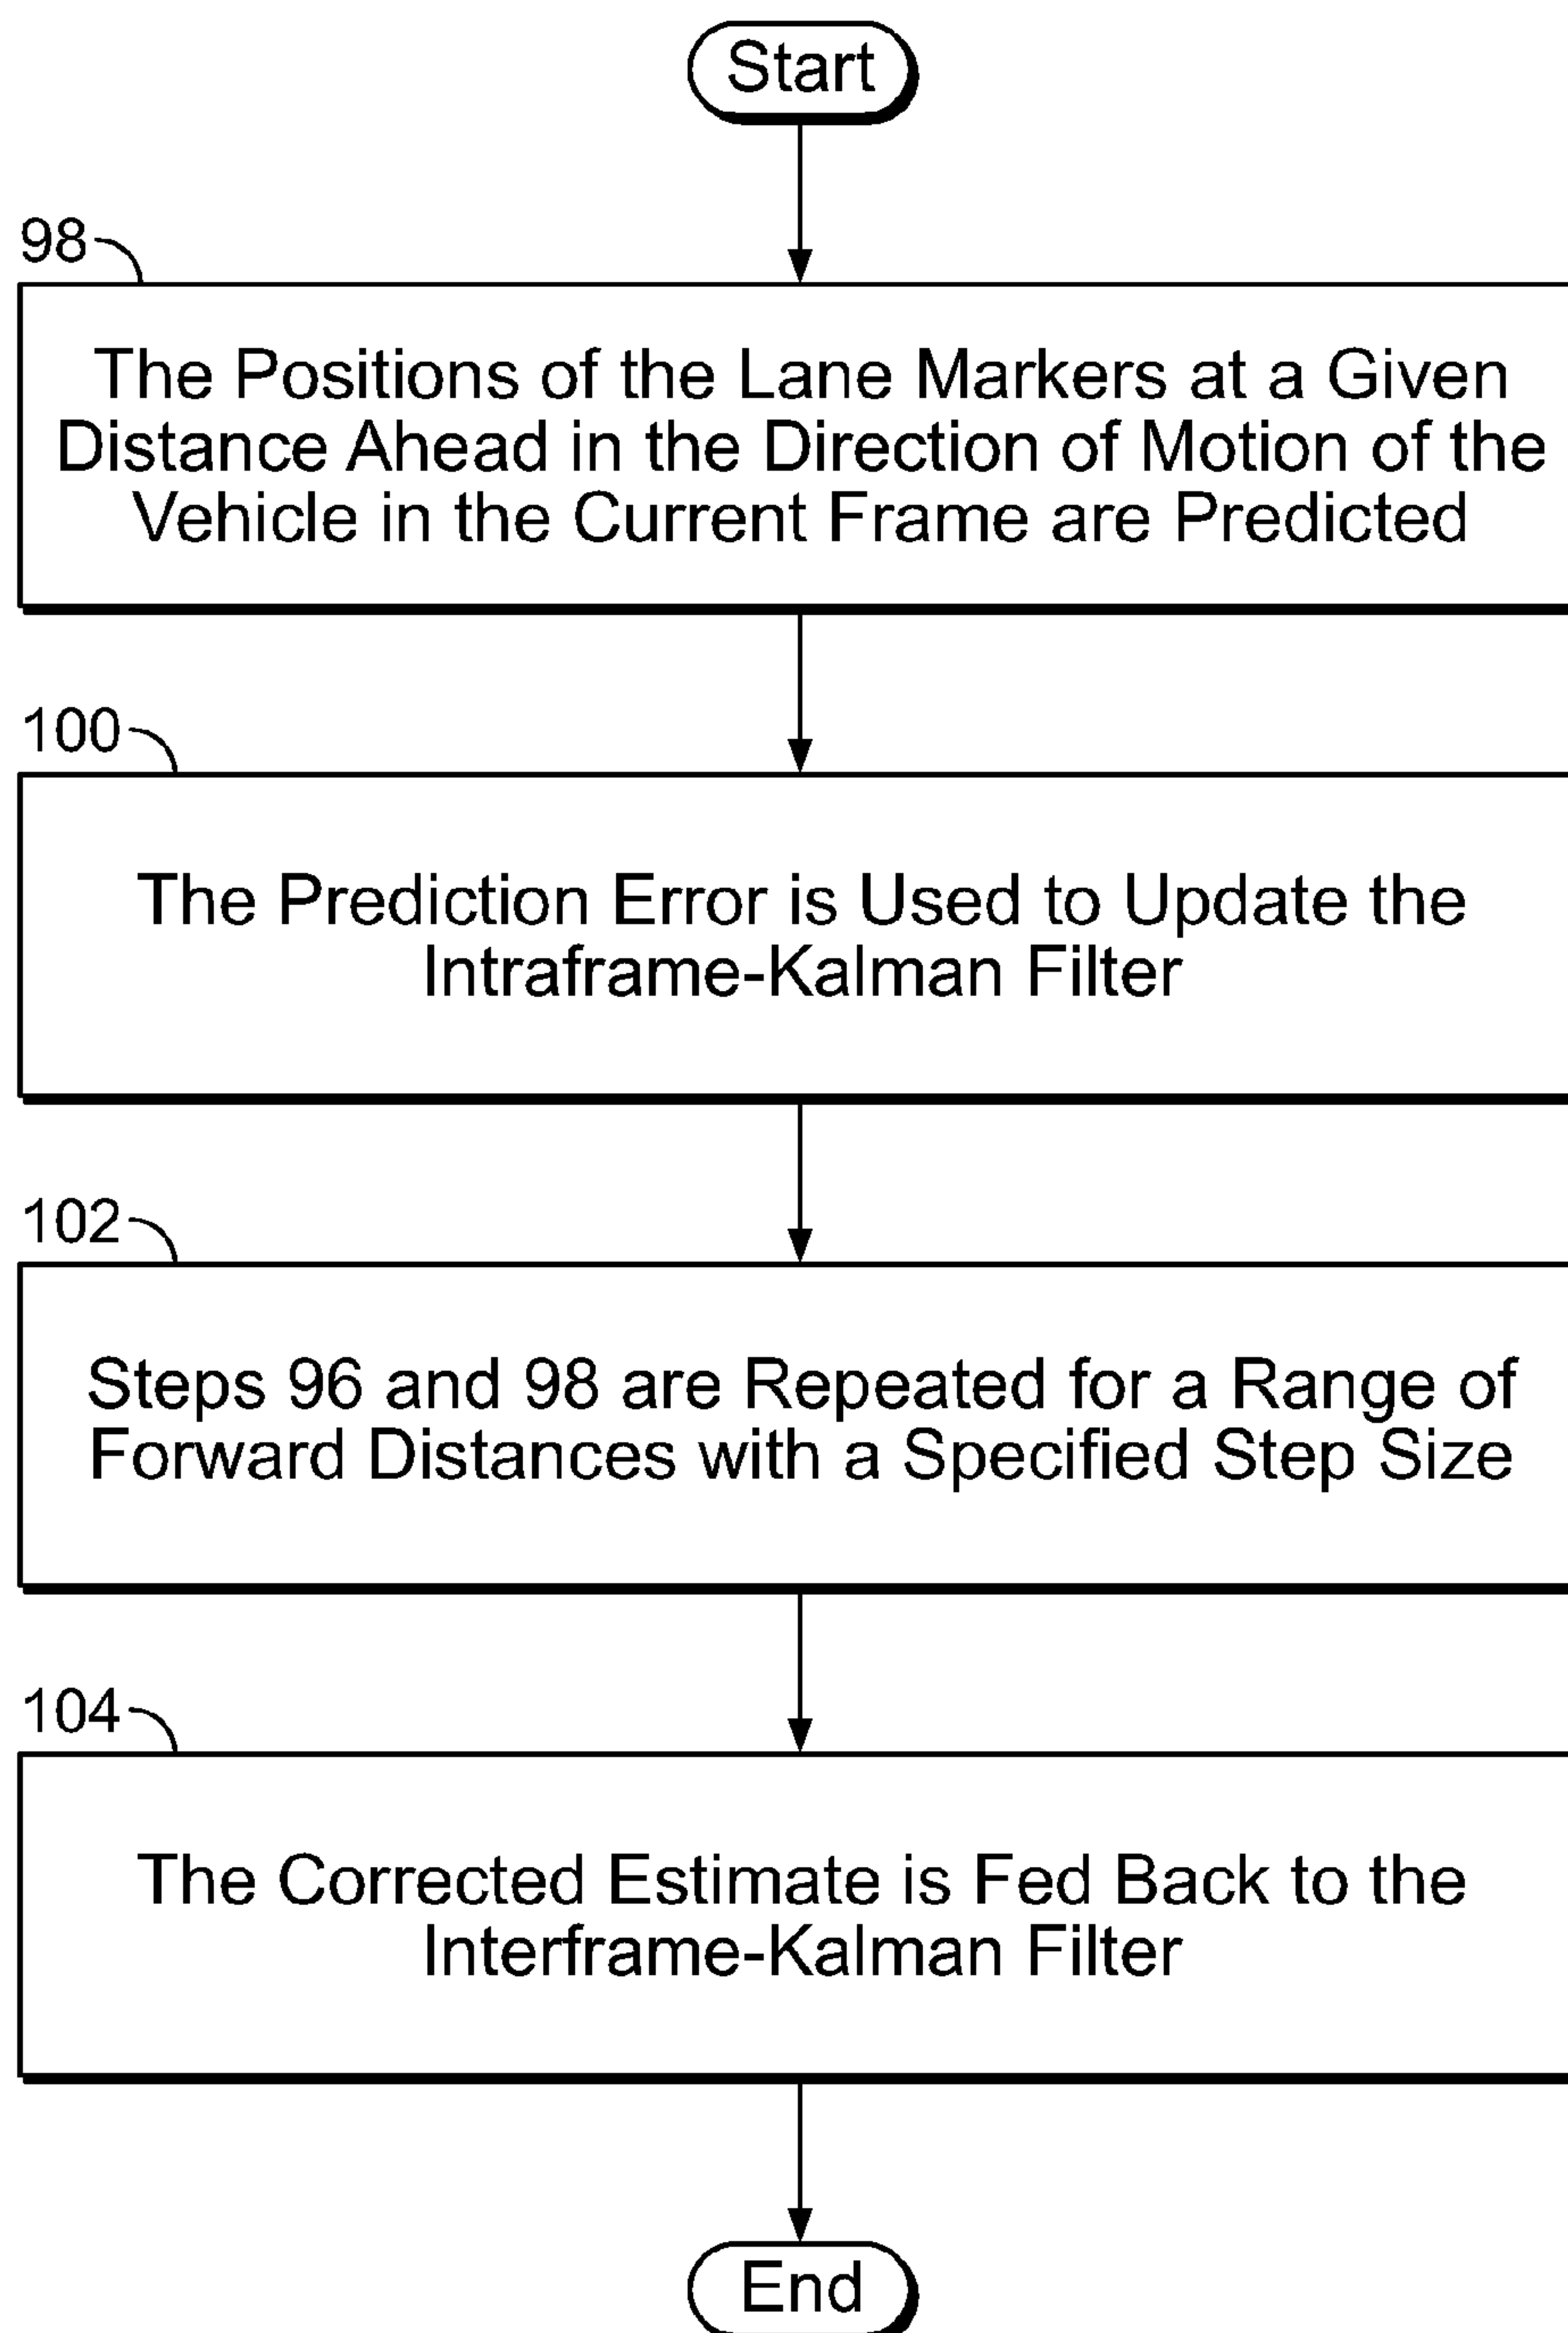 Start
98
The Positions of the Lane Markers at a Given
Distance Ahead in the Direction of Motion of the
Vehicle in the Current Frame are Predicted
100
The Prediction Error is Used to Update the
Intraframe-Kalman Filter
102
Steps 96 and 98 are Repeated for a Range of
Forward Distances with a Specified Step Size
104
The Corrected Estimate is Fed Back to the
Interframe-Kalman Filter
End